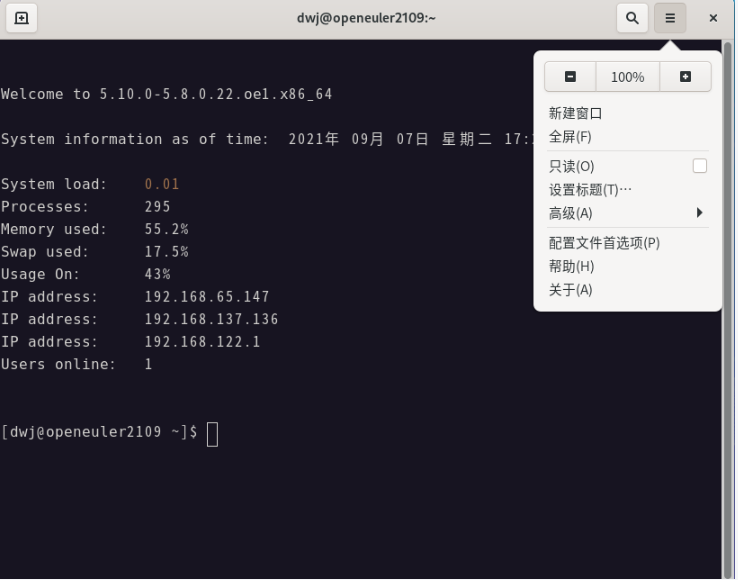 dwj@openeuler2109:~
100%
新建窗口
全屏(F)
只读(O)
设置标题(T)…
高级(A)
配置文件首选项(P)
帮助(H)
关于(A)
Welcome to 5.10.0-5.8.0.22.oe1.x86_64
System information as of time:  2021年 09月 07日 星期二 17:
System load:    0.01
Processes:      295
Memory used:    55.2%
Swap used:      17.5%
Usage On:       43%
IP address:     192.168.65.147
IP address:     192.168.137.136
IP address:     192.168.122.1
Users online:   1
[dwj@openeuler2109 ~]$